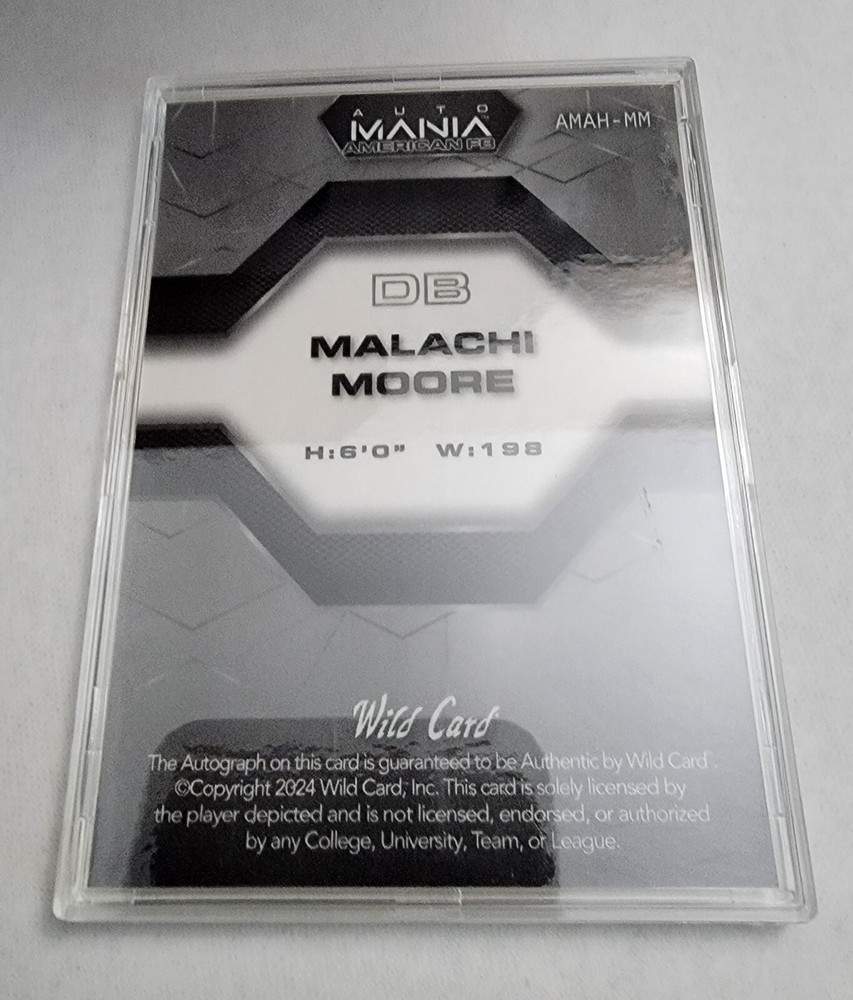 AUTO
MANIA™
AMERICAN FB
AMAH-MM
DB
MALACHI
MOORE
H:6'0" W:198
Wild Card
The Autograph on this card is guaranteed to be Authentic by Wild Card™.
©Copyright 2024 Wild Card, Inc. This card is solely licensed by
the player depicted and is not licensed, endorsed, or authorized
by any College, University, Team, or League.